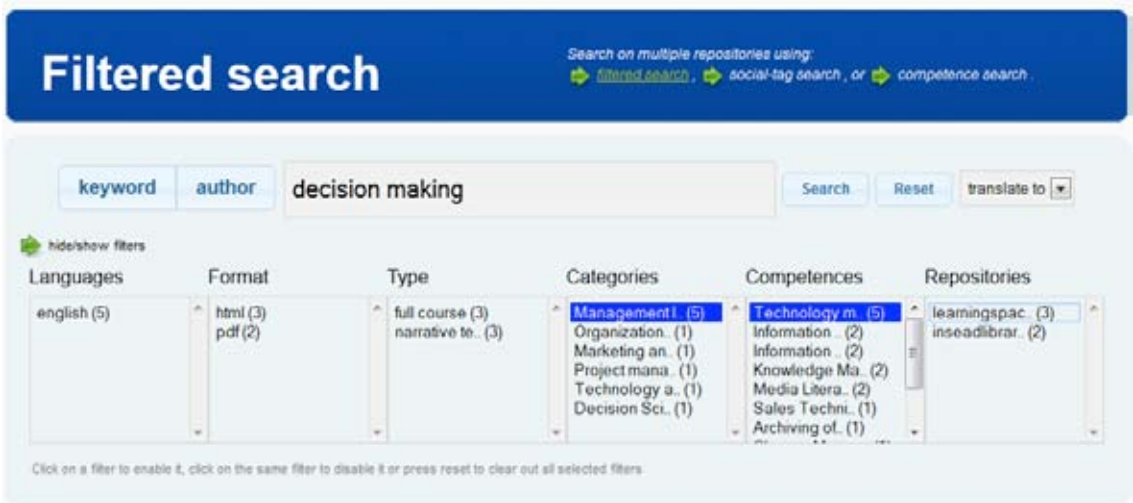 Filtered search
Search on multiple repositories using:
filtered search , social-tag search , or competence search .
keyword author decision making Search Reset translate to
hide/show filters
Languages Format Type Categories Competences Repositories
english (5)
html (3)
pdf (2)
full course (3)
narrative te.. (3)
Management I.. (5)
Organization.. (1)
Marketing an.. (1)
Project mana.. (1)
Technology a.. (1)
Decision Sci.. (1)
Technology m.. (5)
Information .. (2)
Information .. (2)
Knowledge Ma.. (2)
Media Litera.. (2)
Sales Techni.. (1)
Archiving of.. (1)
learningspac.. (3)
inseadlibrar.. (2)
Click on a filter to enable it, click on the same filter to disable it or press reset to clear out all selected filters